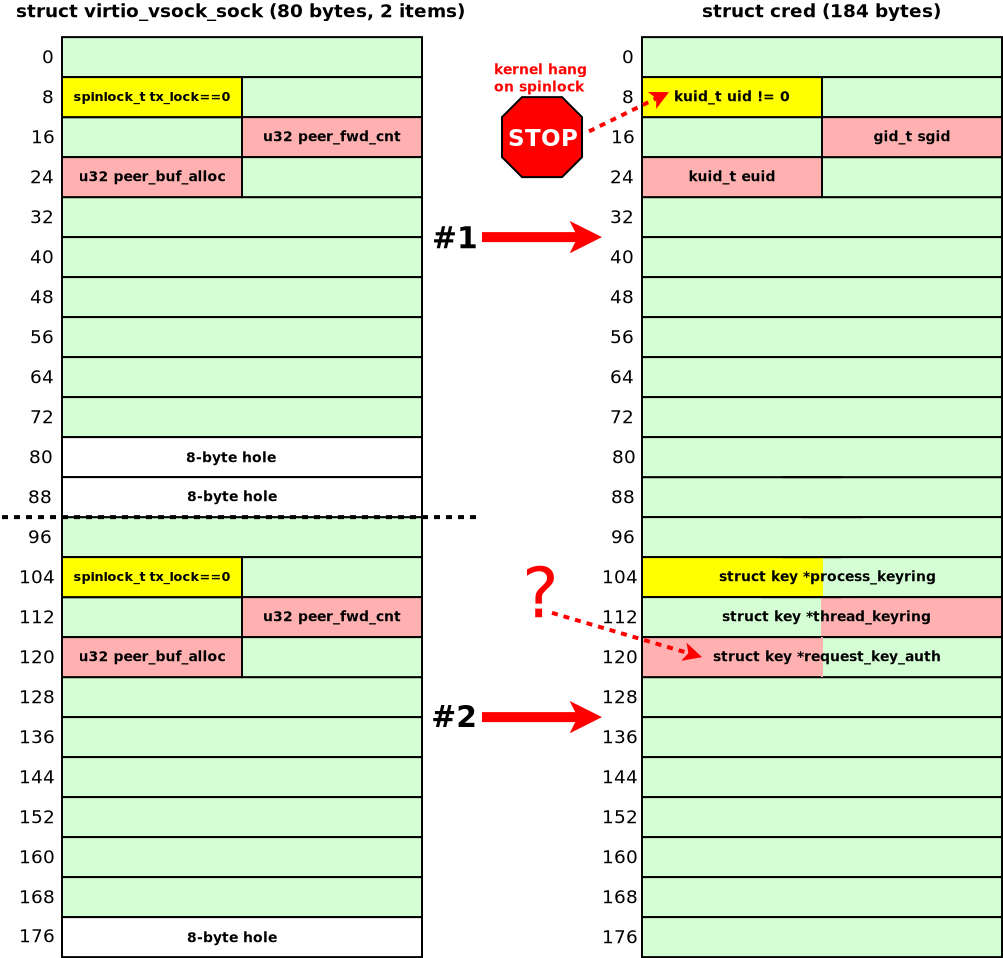 struct virtio_vsock_sock (80 bytes, 2 items)
0
8
spinlock_t tx_lock==0
16
u32 peer_fwd_cnt
24
u32 peer_buf_alloc
32
40
48
56
64
72
80
8-byte hole
88
8-byte hole
96
104
spinlock_t tx_lock==0
112
u32 peer_fwd_cnt
120
u32 peer_buf_alloc
128
136
144
152
160
168
176
8-byte hole
kernel hang
on spinlock
STOP
#1
?
#2
struct cred (184 bytes)
0
8
kuid_t uid != 0
16
gid_t sgid
24
kuid_t euid
32
40
48
56
64
72
80
88
96
104
struct key *process_keyring
112
struct key *thread_keyring
120
struct key *request_key_auth
128
136
144
152
160
168
176